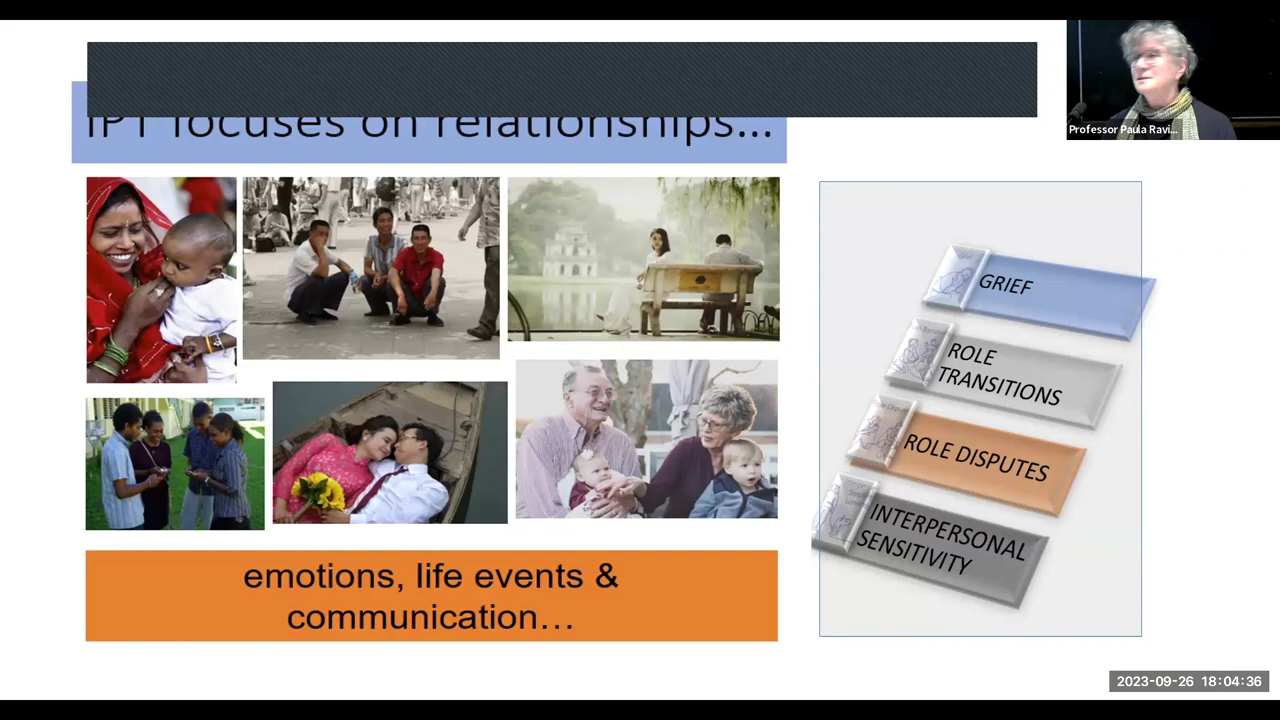 IPT focuses on relationships...
Professor Paula Ravi...
GRIEF
ROLE
TRANSITIONS
ROLE DISPUTES
INTERPERSONAL
SENSITIVITY
emotions, life events &
communication...
2023-09-26 18:04:36